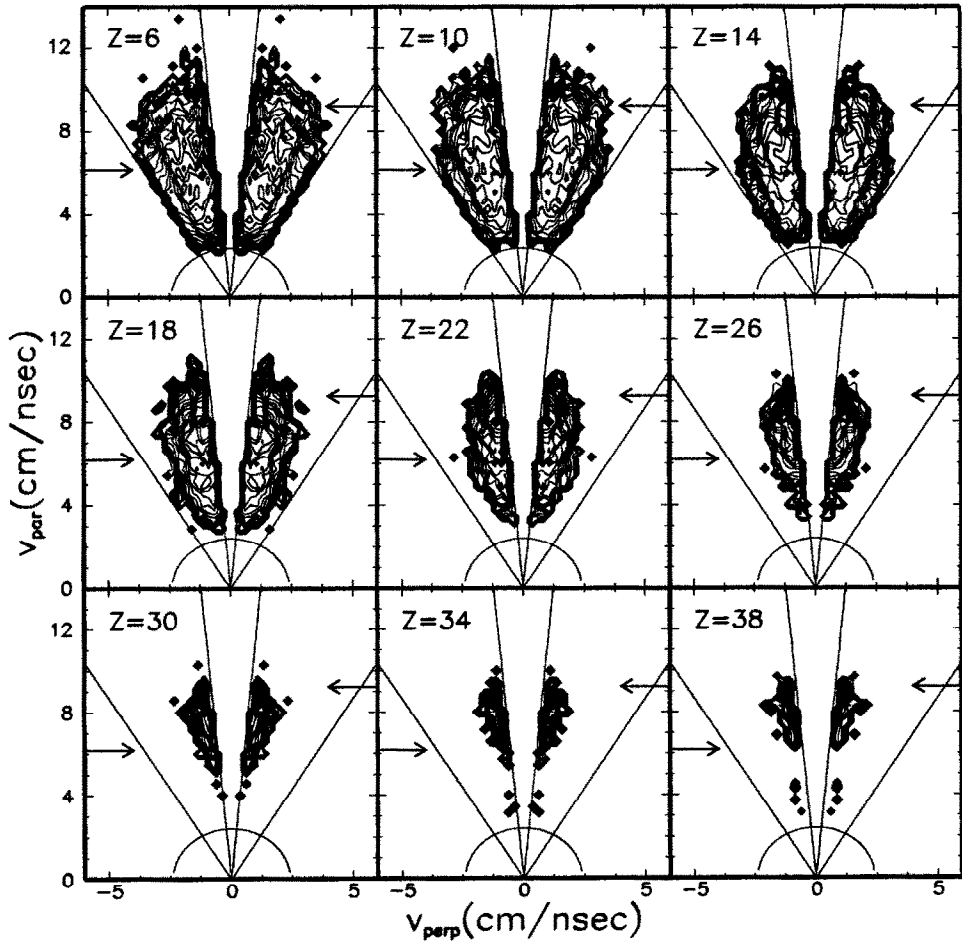 Z=6
Z=10
Z=14
12
8
4
0
Z=18
Z=22
Z=26
12
8
4
0
v_par(cm/nsec)
Z=30
Z=34
Z=38
12
8
4
0
−5 0 5 −5 0 5 −5 0 5
v_perp(cm/nsec)